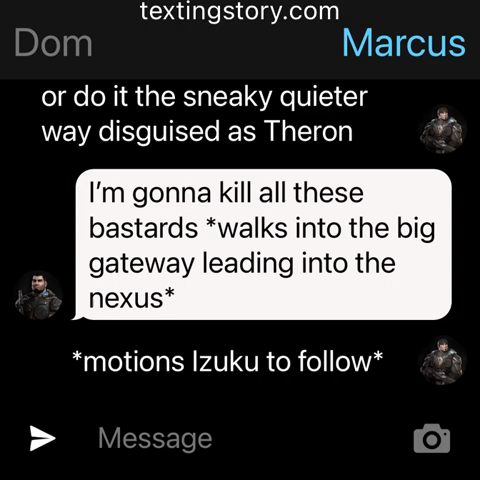 textingstory.com
Dom
Marcus
or do it the sneaky quieter
way disguised as Theron
I’m gonna kill all these
bastards *walks into the big
gateway leading into the
nexus*
*motions Izuku to follow*
Message